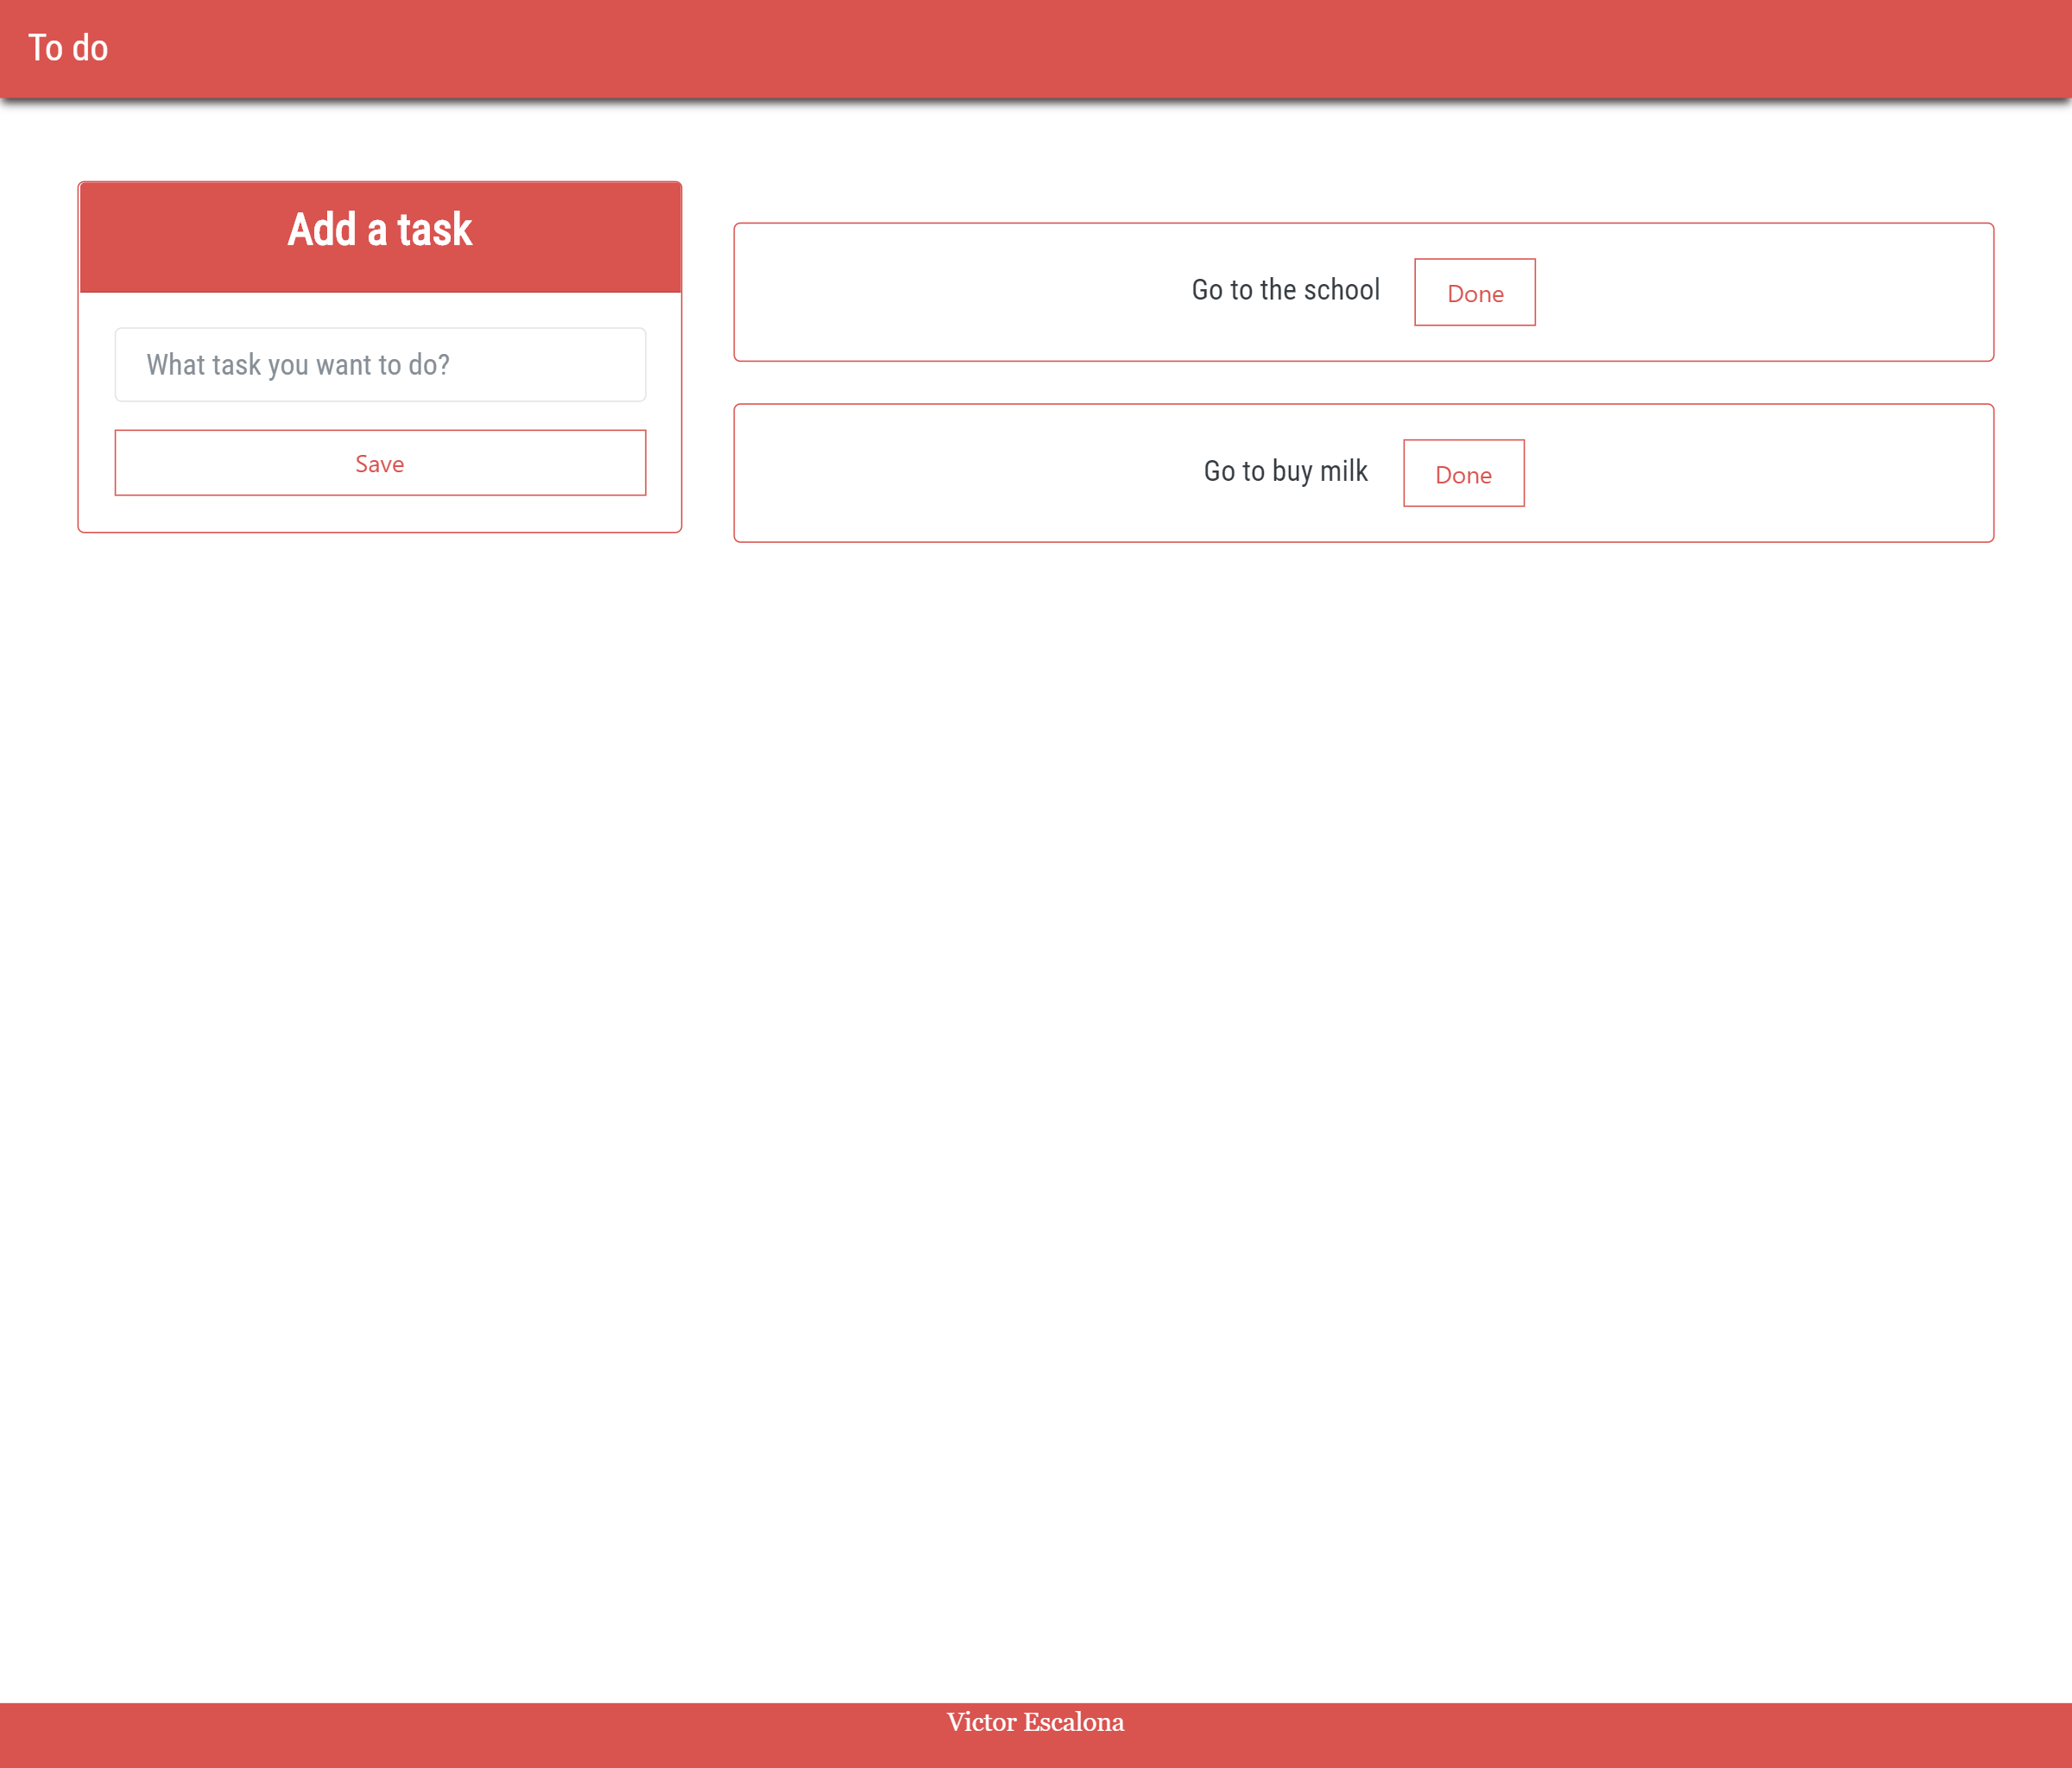 To do
Add a task
What task you want to do?
Save
Go to the school
Done
Go to buy milk
Done
Victor Escalona